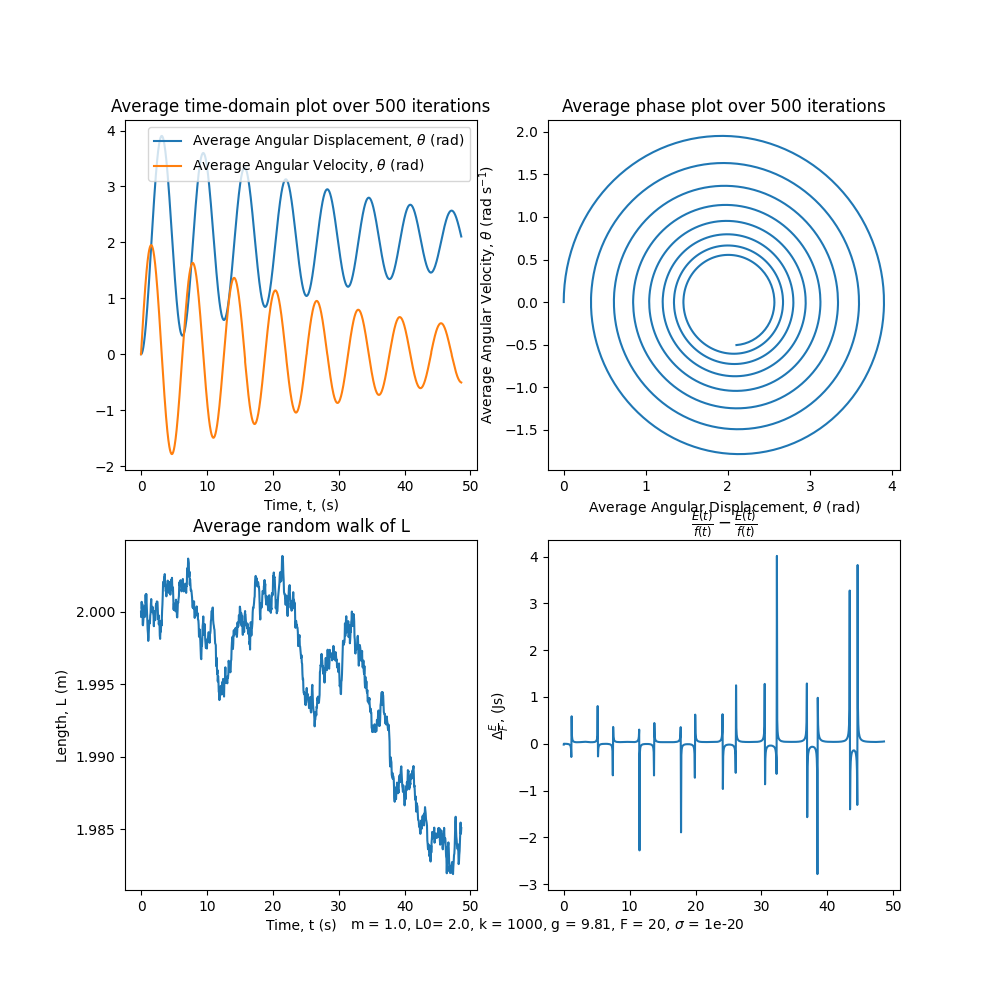 Average time-domain plot over 500 iterations
4
3
2
1
0
−1
−2
Average Angular Displacement, θ (rad)
Average Angular Velocity, θ (rad)
0 10 20 30 40 50
Time, t, (s)
Average phase plot over 500 iterations
Average Angular Velocity, θ (rad s⁻¹)
2.0
1.5
1.0
0.5
0.0
−0.5
−1.0
−1.5
0 1 2 3 4
Average Angular Displacement, θ (rad)
Average random walk of L
Length, L (m)
2.000
1.995
1.990
1.985
0 10 20 30 40 50
Time, t (s)
E(t)/f(t) − E(t)/f(t)
Δ E/F, (Js)
4
3
2
1
0
−1
−2
−3
0 10 20 30 40 50
m = 1.0, L0= 2.0, k = 1000, g = 9.81, F = 20, σ = 1e-20